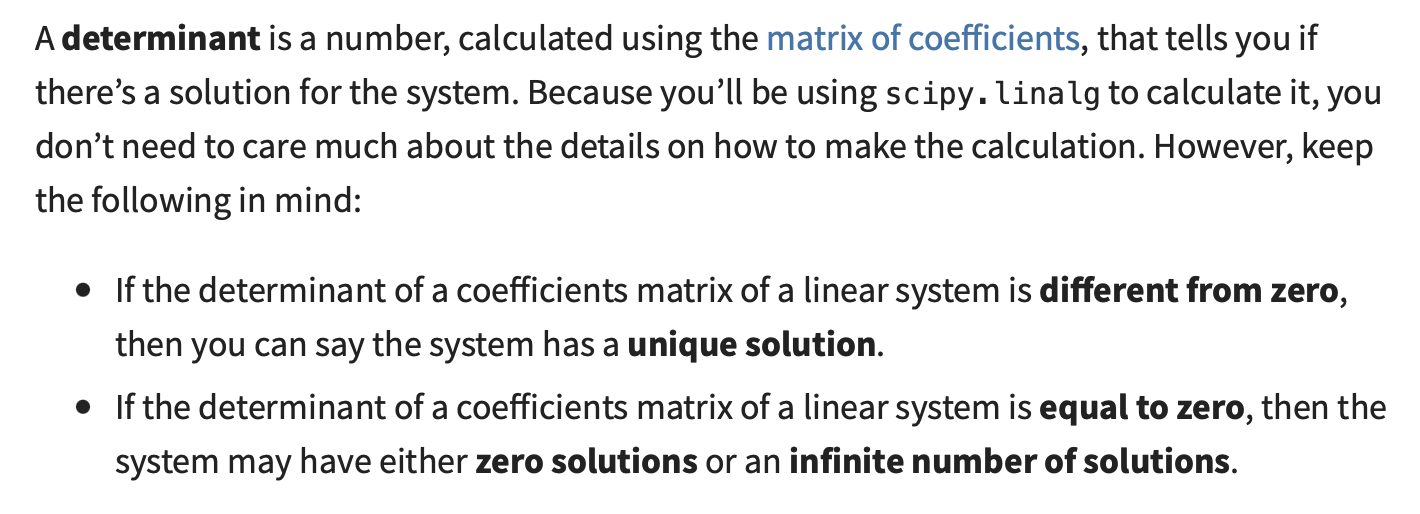 A determinant is a number, calculated using the matrix of coefficients, that tells you if
there’s a solution for the system. Because you’ll be using scipy.linalg to calculate it, you
don’t need to care much about the details on how to make the calculation. However, keep
the following in mind:
• If the determinant of a coefficients matrix of a linear system is different from zero,
then you can say the system has a unique solution.
• If the determinant of a coefficients matrix of a linear system is equal to zero, then the
system may have either zero solutions or an infinite number of solutions.